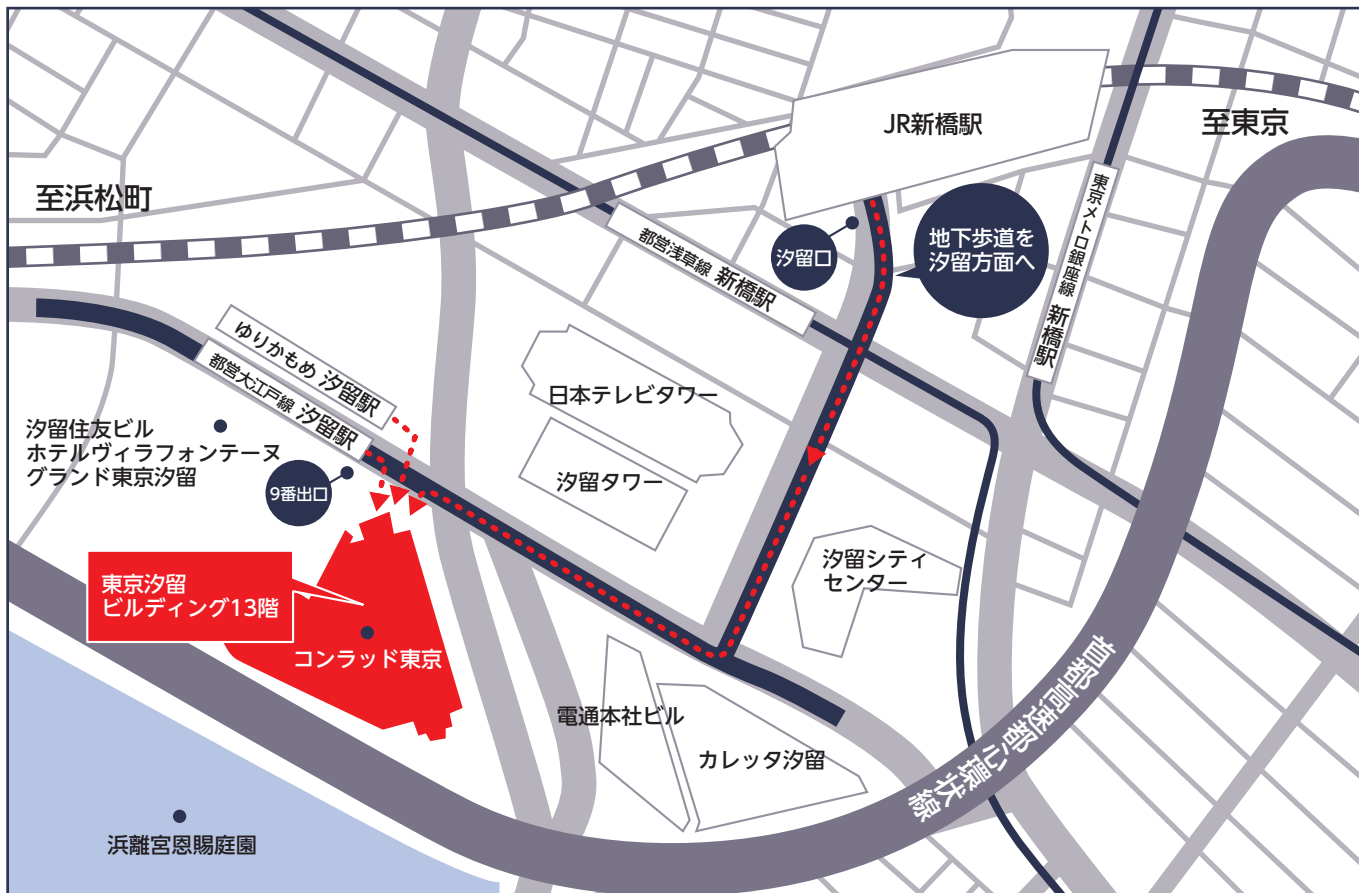 JR新橋駅
至東京
至浜松町
東京メトロ銀座線 新橋駅
汐留口
地下歩道を
汐留方面へ
都営浅草線 新橋駅
ゆりかもめ 汐留駅
都営大江戸線 汐留駅
日本テレビタワー
汐留住友ビル
ホテルヴィラフォンテーヌ
グランド東京汐留
9番出口
汐留タワー
汐留シティ
センター
東京汐留
ビルディング13階
コンラッド東京
電通本社ビル
カレッタ汐留
首都高速都心環状線
浜離宮恩賜庭園